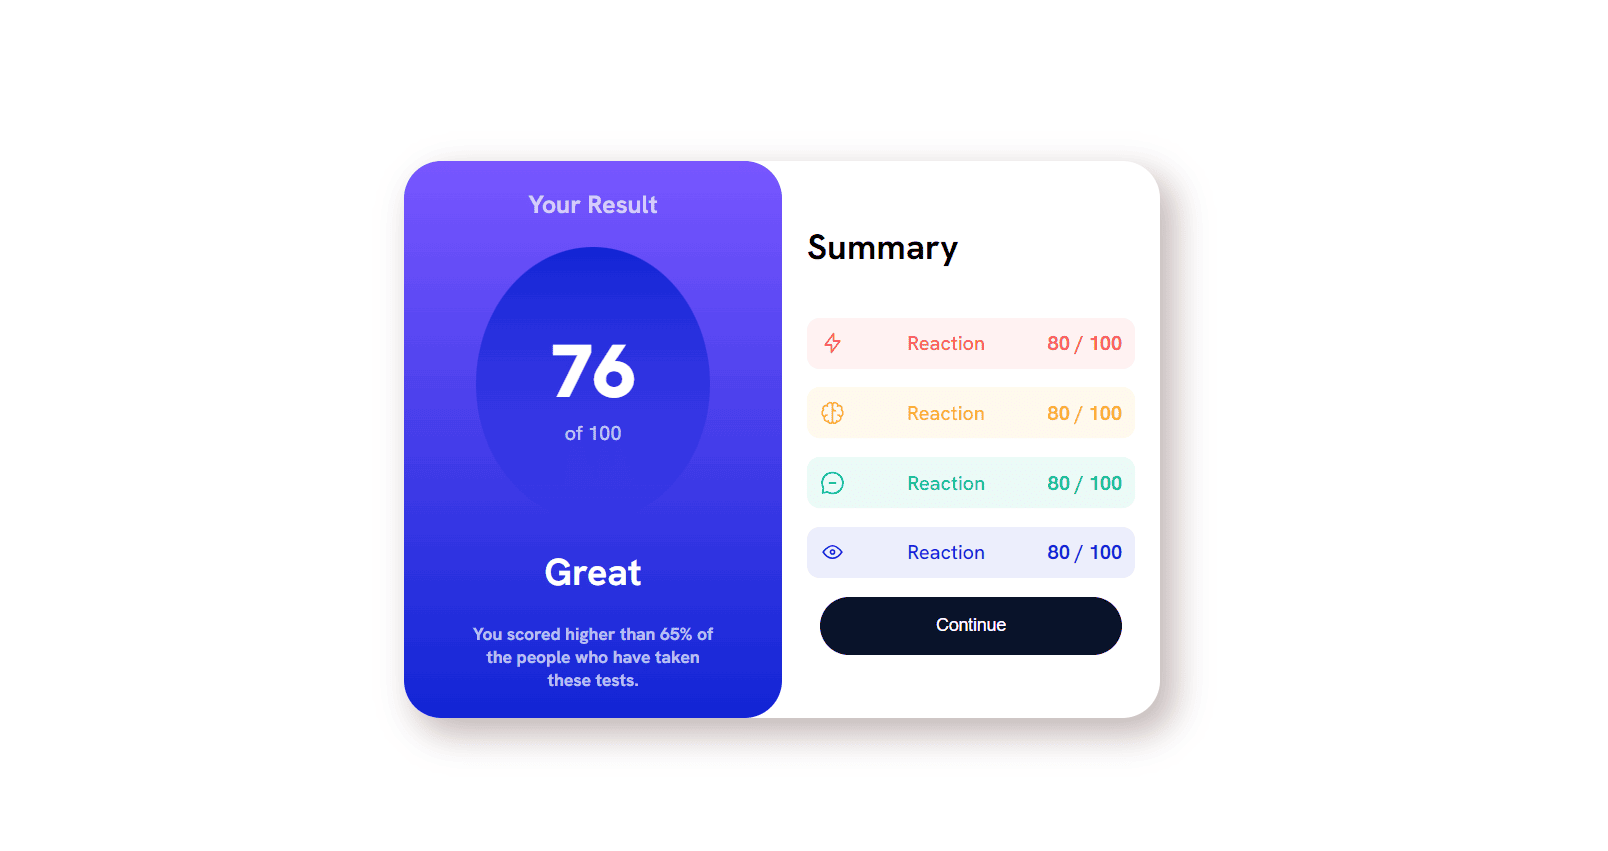 Your Result
76
of 100
Great
You scored higher than 65% of
the people who have taken
these tests.
Summary
Reaction 80 / 100
Reaction 80 / 100
Reaction 80 / 100
Reaction 80 / 100
Continue